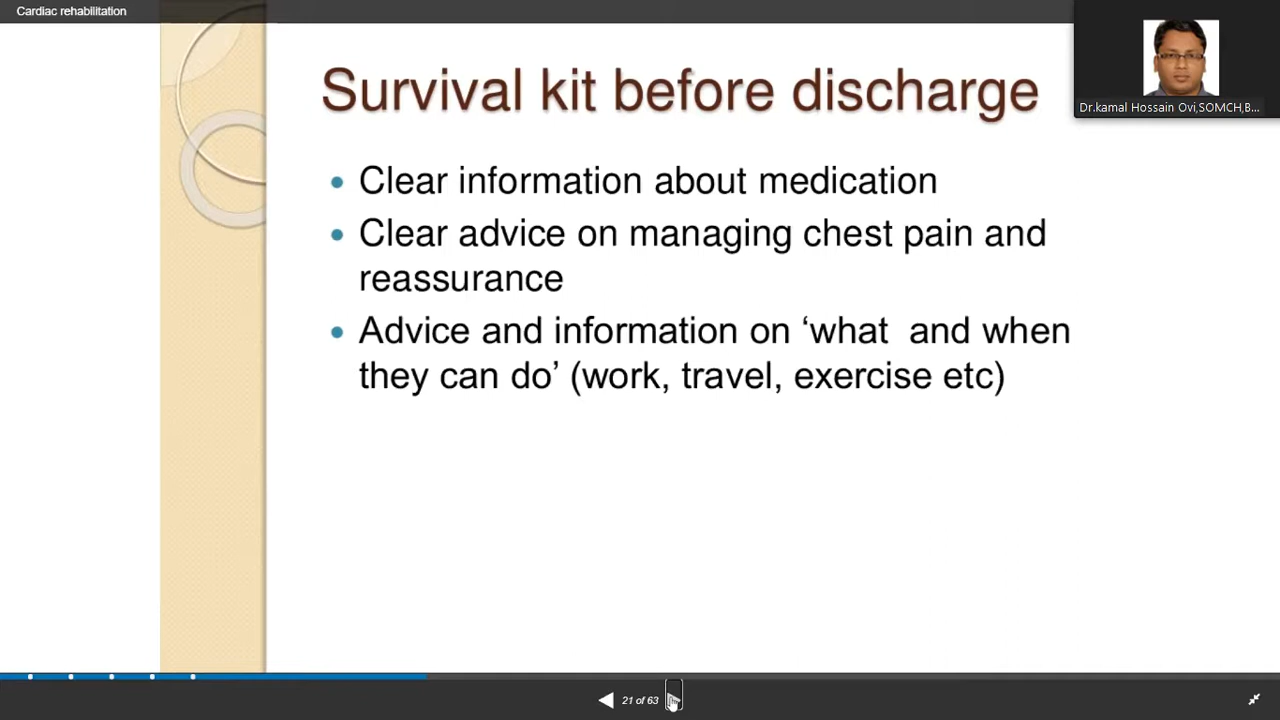 Cardiac rehabilitation
Dr.kamal Hossain Ovi,SOMCH,B...
Survival kit before discharge
• Clear information about medication
• Clear advice on managing chest pain and
reassurance
• Advice and information on ‘what  and when
they can do’ (work, travel, exercise etc)
21 of 63